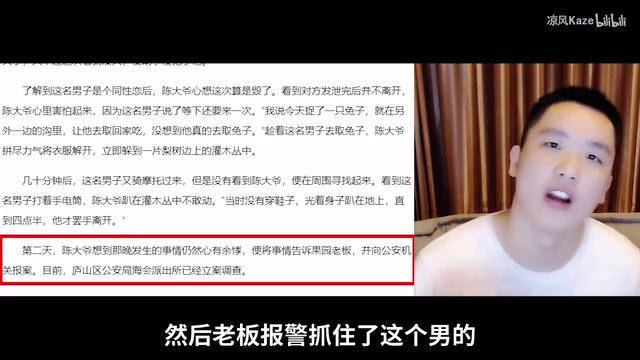 凉风Kaze bilibili
了解到这名男子是个同性恋后，陈大爷心想这次算是毁了。看到对方发泄完后并不离开，
陈大爷心里害怕起来，因为这名男子说了等下还要来一次。“我说今天捉了一只兔子，就在另
外一边的沟里，让他去取回家吃，没想到他真的去取兔子。”趁着这名男子去取兔子，陈大爷
拼尽力气将衣服解开，立即躲到一片梨树边上的灌木丛中。
几十分钟后，这名男子又骑摩托过来，但是没有看到陈大爷，便在周围寻找起来。看到这
名男子打着手电筒，陈大爷趴在灌木丛中不敢动。“当时没有穿鞋子，光着身子趴在地上，直
到四点半，他才罢手离开。”
第二天，陈大爷想到那晚发生的事情仍然心有余悸，便将事情告诉果园老板，并向公安机
关报案。目前，庐山区公安局海会派出所已经立案调查。
然后老板报警抓住了这个男的